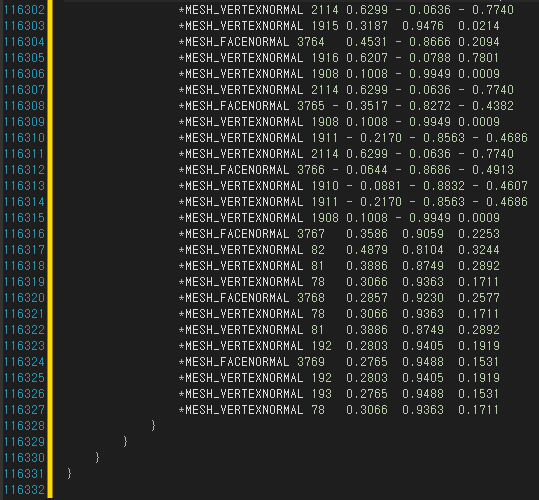 116302 *MESH_VERTEXNORMAL 2114 0.6299 - 0.0636 - 0.7740
116303 *MESH_VERTEXNORMAL 1915 0.3187 0.9476 0.0214
116304 *MESH_FACENORMAL 3764 0.4531 - 0.8666 0.2094
116305 *MESH_VERTEXNORMAL 1916 0.6207 - 0.0788 0.7801
116306 *MESH_VERTEXNORMAL 1908 0.1008 - 0.9949 0.0009
116307 *MESH_VERTEXNORMAL 2114 0.6299 - 0.0636 - 0.7740
116308 *MESH_FACENORMAL 3765 - 0.3517 - 0.8272 - 0.4382
116309 *MESH_VERTEXNORMAL 1908 0.1008 - 0.9949 0.0009
116310 *MESH_VERTEXNORMAL 1911 - 0.2170 - 0.8563 - 0.4686
116311 *MESH_VERTEXNORMAL 2114 0.6299 - 0.0636 - 0.7740
116312 *MESH_FACENORMAL 3766 - 0.0644 - 0.8686 - 0.4913
116313 *MESH_VERTEXNORMAL 1910 - 0.0881 - 0.8832 - 0.4607
116314 *MESH_VERTEXNORMAL 1911 - 0.2170 - 0.8563 - 0.4686
116315 *MESH_VERTEXNORMAL 1908 0.1008 - 0.9949 0.0009
116316 *MESH_FACENORMAL 3767 0.3586 0.9059 0.2253
116317 *MESH_VERTEXNORMAL 82 0.4879 0.8104 0.3244
116318 *MESH_VERTEXNORMAL 81 0.3886 0.8749 0.2892
116319 *MESH_VERTEXNORMAL 78 0.3066 0.9363 0.1711
116320 *MESH_FACENORMAL 3768 0.2857 0.9230 0.2577
116321 *MESH_VERTEXNORMAL 78 0.3066 0.9363 0.1711
116322 *MESH_VERTEXNORMAL 81 0.3886 0.8749 0.2892
116323 *MESH_VERTEXNORMAL 192 0.2803 0.9405 0.1919
116324 *MESH_FACENORMAL 3769 0.2765 0.9488 0.1531
116325 *MESH_VERTEXNORMAL 192 0.2803 0.9405 0.1919
116326 *MESH_VERTEXNORMAL 193 0.2765 0.9488 0.1531
116327 *MESH_VERTEXNORMAL 78 0.3066 0.9363 0.1711
116328 }
116329 }
116330 }
116331 }
116332